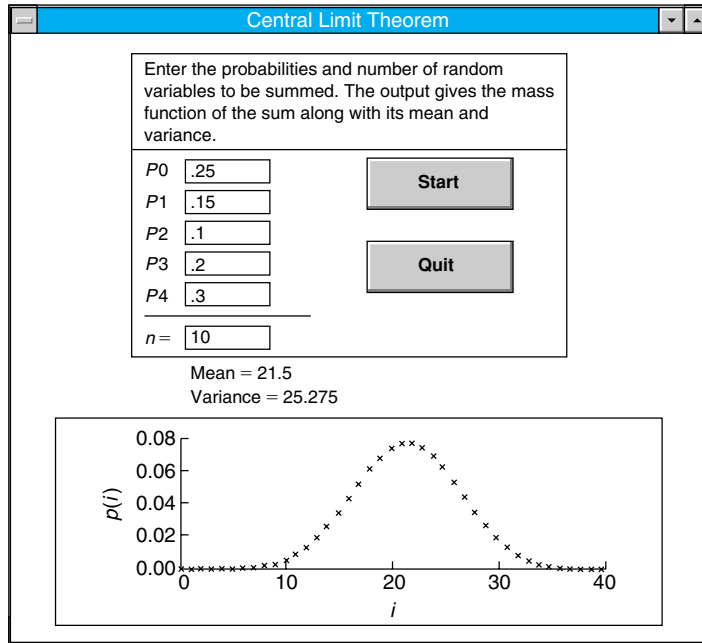 Central Limit Theorem
Enter the probabilities and number of random
variables to be summed. The output gives the mass
function of the sum along with its mean and
variance.
P0 .25
Start
P1 .15
P2 .1
P3 .2
Quit
P4 .3
n = 10
Mean = 21.5
Variance = 25.275
0.08
0.06
0.04
0.02
0.00
p(i)
0 10 20 30 40
i